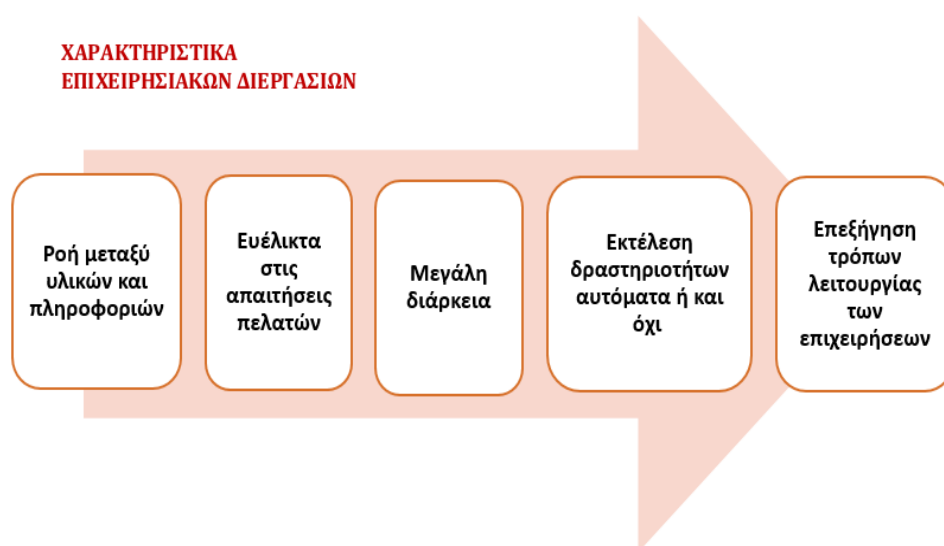 ΧΑΡΑΚΤΗΡΙΣΤΙΚΑ
ΕΠΙΧΕΙΡΗΣΙΑΚΩΝ ΔΙΕΡΓΑΣΙΩΝ
Ροή μεταξύ
υλικών και
πληροφοριών
Ευέλικτα
στις
απαιτήσεις
πελατών
Μεγάλη
διάρκεια
Εκτέλεση
δραστηριοτήτων
αυτόματα ή και
όχι
Επεξήγηση
τρόπων
λειτουργίας
των
επιχειρήσεων